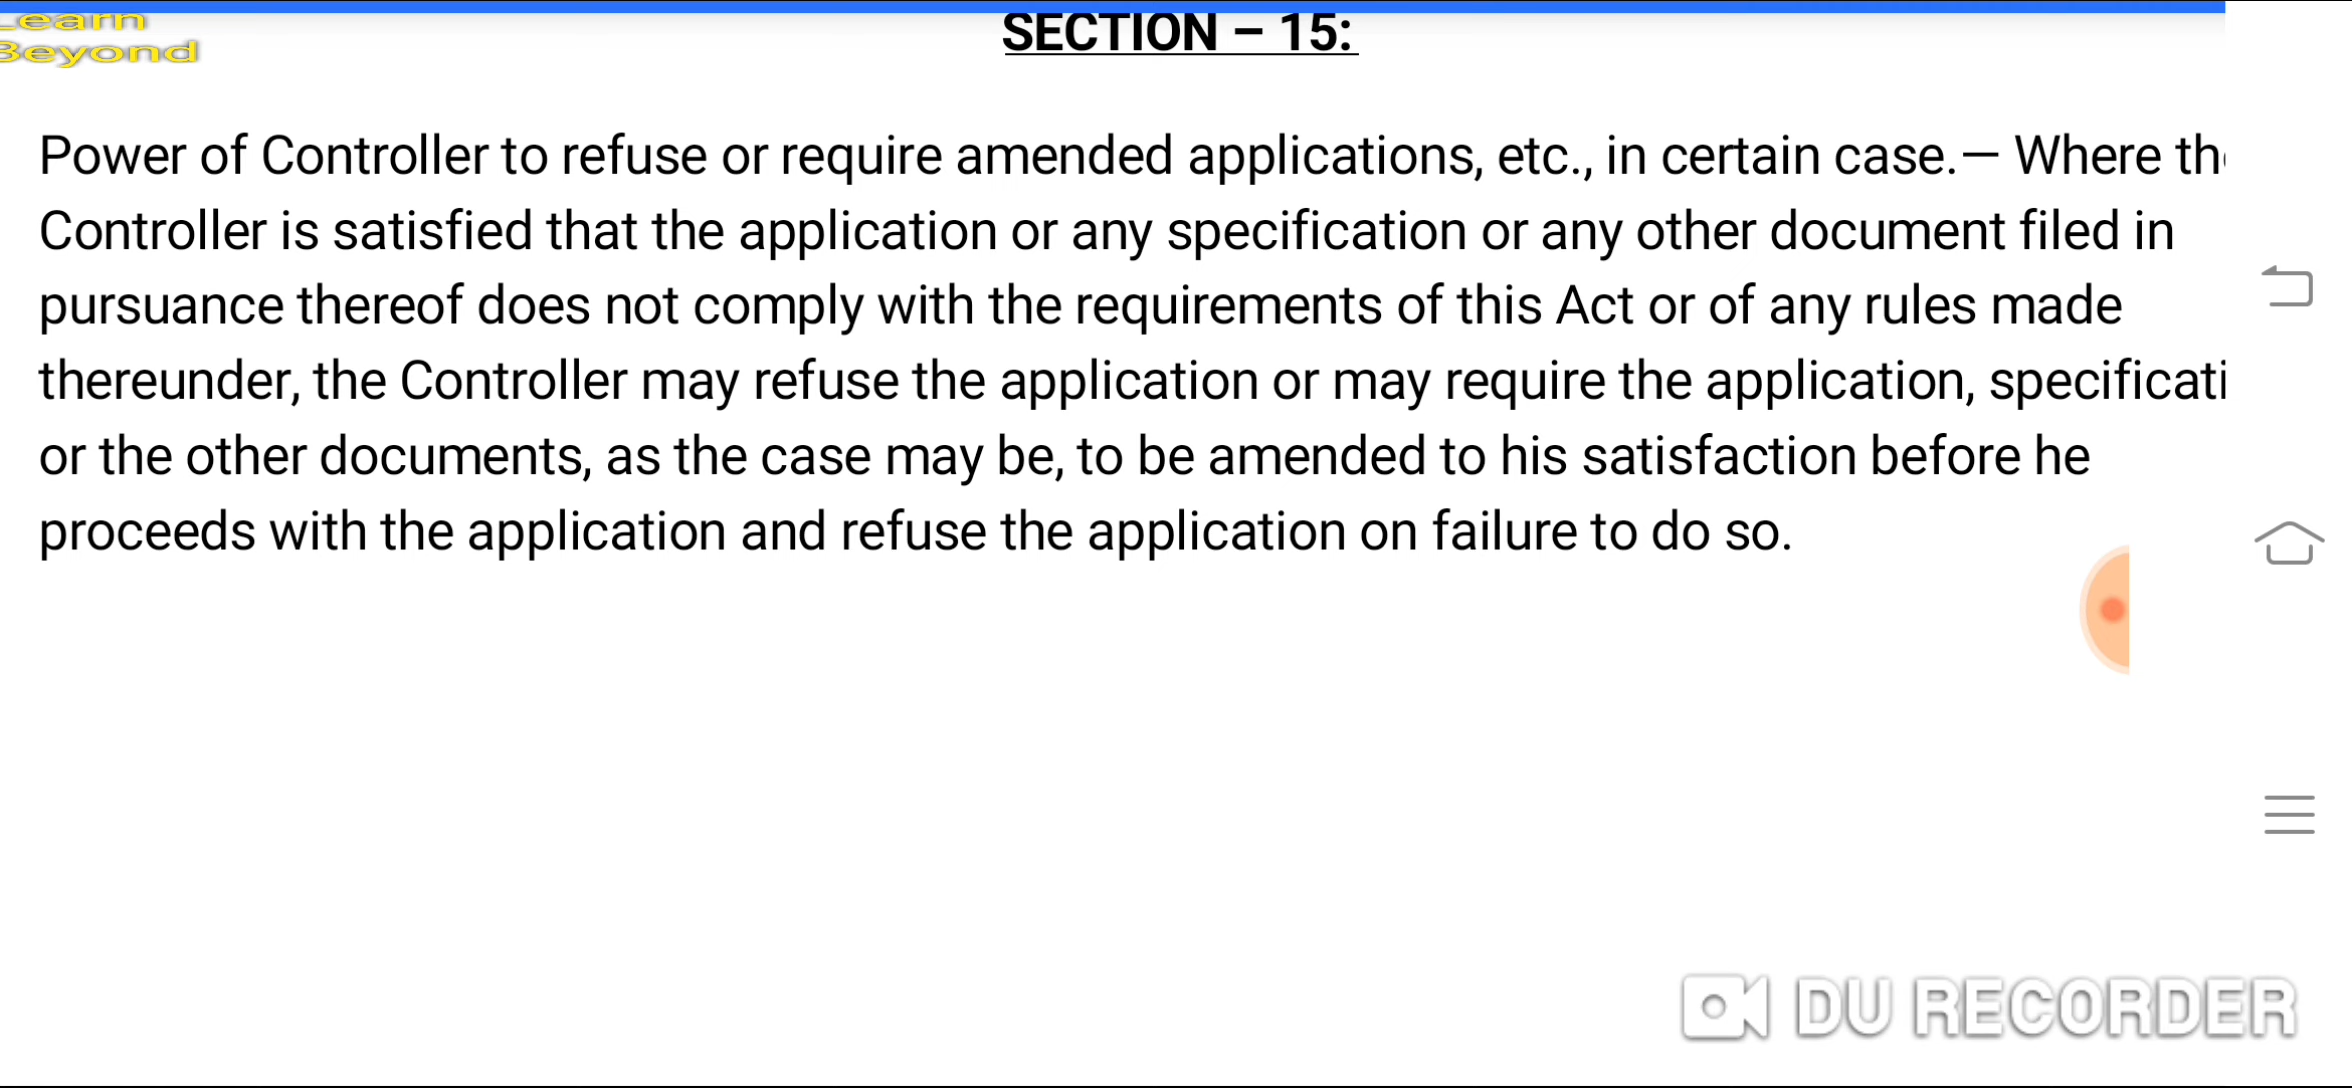 Learn
Beyond
SECTION – 15:
Power of Controller to refuse or require amended applications, etc., in certain case.— Where th
Controller is satisfied that the application or any specification or any other document filed in
pursuance thereof does not comply with the requirements of this Act or of any rules made
thereunder, the Controller may refuse the application or may require the application, specificati
or the other documents, as the case may be, to be amended to his satisfaction before he
proceeds with the application and refuse the application on failure to do so.
DU RECORDER